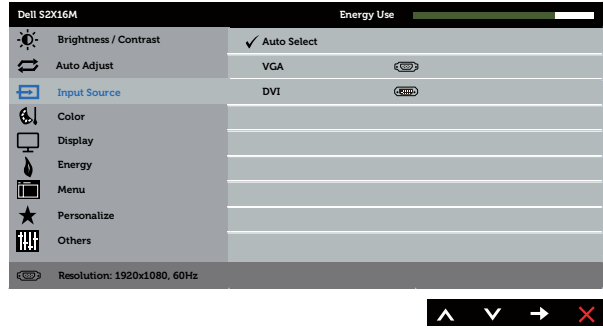 Dell S2X16M Energy Use
Brightness / Contrast
Auto Select
Auto Adjust
VGA
Input Source
DVI
Color
Display
Energy
Menu
Personalize
Others
Resolution: 1920x1080, 60Hz